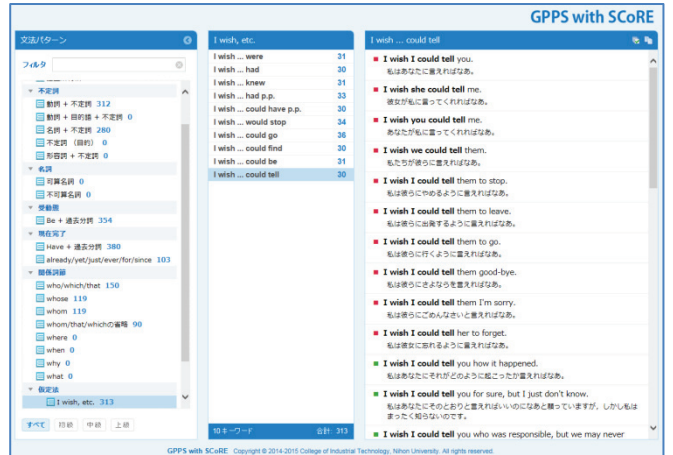 GPPS with SCoRE
文法パターン
フィルタ
不定詞
動詞 + 不定詞 312
動詞 + 目的語 + 不定詞 0
名詞 + 不定詞 280
不定詞 (目的) 0
形容詞 + 不定詞 0
名詞
可算名詞 0
不可算名詞 0
受動態
Be + 過去分詞 354
現在完了
Have + 過去分詞 380
already/yet/just/ever/for/since 103
関係詞節
who/which/that 150
whose 119
whom 119
whom/that/whichの省略 90
where 0
when 0
why 0
what 0
仮定法
I wish, etc. 313
すべて 初級 中級 上級
I wish, etc.
I wish ... were 31
I wish ... had 30
I wish ... knew 31
I wish ... had p.p. 33
I wish ... could have p.p. 30
I wish ... would stop 34
I wish ... could go 36
I wish ... could find 30
I wish ... could be 31
I wish ... could tell 30
10キーワード 合計: 313
I wish ... could tell
I wish I could tell you.
私はあなたに言えればなあ。
I wish she could tell me.
彼女が私に言ってくれればなあ。
I wish you could tell me.
あなたが私に言ってくれればなあ。
I wish we could tell them.
私たちが彼らに言えればなあ。
I wish I could tell them to stop.
私は彼らにやめるように言えればなあ。
I wish I could tell them to leave.
私は彼らに出発するように言えればなあ。
I wish I could tell them to go.
私は彼らに行くように言えればなあ。
I wish I could tell them good-bye.
私は彼らにさよならを言えればなあ。
I wish I could tell them I'm sorry.
私は彼らにごめんなさいと言えればなあ。
I wish I could tell her to forget.
私は彼女に忘れるように言えればなあ。
I wish I could tell you how it happened.
私はあなたにそれがどのように起こったか言えればなあ。
I wish I could tell you for sure, but I just don't know.
私はあなたにそのとおりと言えればいいのになあと願っていますが、しかし私は
まったく知らないのです。
I wish I could tell you who was responsible, but we may never
GPPS with SCoRE Copyright © 2014-2015 College of Industrial Technology, Nihon University. All rights reserved.